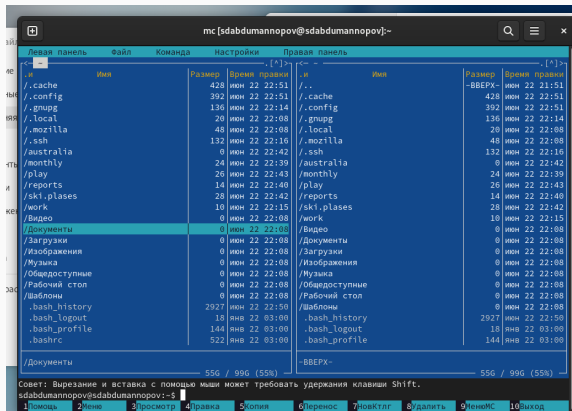 mc [sdabdumannopov@sdabdumannopov]:~
Левая панель Файл Команда Настройки Правая панель
<- ~ .[^]> <- ~ .[^]>
.и Имя Размер Время правки .и Имя Размер Время правки
/.cache 428 июн 22 22:51 /.. -ВВЕРХ- июн 22 21:51
/.config 392 июн 22 22:51 /.cache 428 июн 22 22:51
/.gnupg 136 июн 22 22:14 /.config 392 июн 22 22:51
/.local 20 июн 22 22:08 /.gnupg 136 июн 22 22:14
/.mozilla 48 июн 22 22:08 /.local 20 июн 22 22:08
/.ssh 132 июн 22 22:16 /.mozilla 48 июн 22 22:08
/australia 0 июн 22 22:42 /.ssh 132 июн 22 22:16
/monthly 24 июн 22 22:39 /australia 0 июн 22 22:42
/play 26 июн 22 22:43 /monthly 24 июн 22 22:39
/reports 14 июн 22 22:40 /play 26 июн 22 22:43
/ski.plases 28 июн 22 22:42 /reports 14 июн 22 22:40
/work 10 июн 22 22:15 /ski.plases 28 июн 22 22:42
/Видео 0 июн 22 22:08 /work 10 июн 22 22:15
/Документы 0 июн 22 22:08 /Видео 0 июн 22 22:08
/Загрузки 0 июн 22 22:08 /Документы 0 июн 22 22:08
/Изображения 0 июн 22 22:08 /Загрузки 0 июн 22 22:08
/Музыка 0 июн 22 22:08 /Изображения 0 июн 22 22:08
/Общедоступные 0 июн 22 22:08 /Музыка 0 июн 22 22:08
/Рабочий стол 0 июн 22 22:08 /Общедоступные 0 июн 22 22:08
/Шаблоны 0 июн 22 22:08 /Рабочий стол 0 июн 22 22:08
.bash_history 2927 июн 22 22:50 /Шаблоны 0 июн 22 22:08
.bash_logout 18 янв 22 03:00 .bash_history 2927 июн 22 22:50
.bash_profile 144 янв 22 03:00 .bash_logout 18 янв 22 03:00
.bashrc 522 янв 22 03:00 .bash_profile 144 янв 22 03:00
/Документы -ВВЕРХ-
55G / 99G (55%) 55G / 99G (55%)
Совет: Вырезание и вставка с помощью мыши может требовать удержания клавиши Shift.
sdabdumannopov@sdabdumannopov:~$
1Помощь 2Меню 3Просмотр 4Правка 5Копия 6Перенос 7НовКтлг 8Удалить 9МенюMC 10Выход